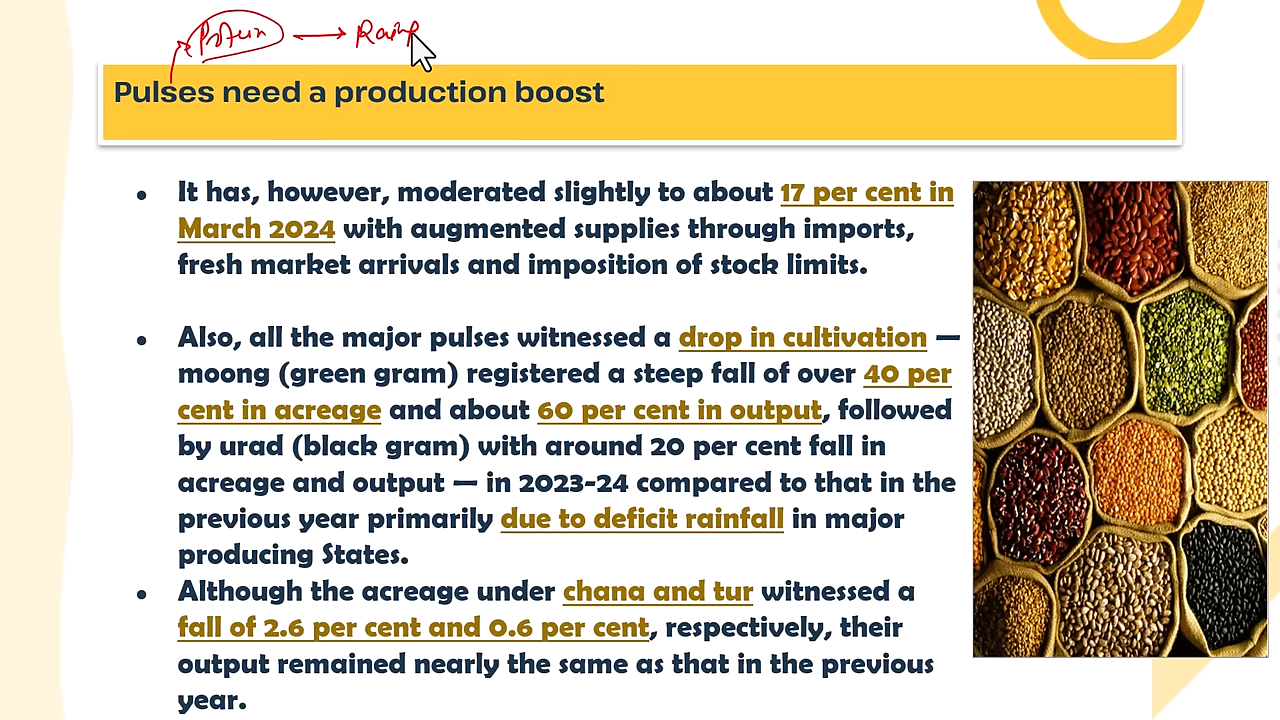 Protein
Pulses need a production boost
• It has, however, moderated slightly to about 17 per cent in
March 2024 with augmented supplies through imports,
fresh market arrivals and imposition of stock limits.
• Also, all the major pulses witnessed a drop in cultivation —
moong (green gram) registered a steep fall of over 40 per
cent in acreage and about 60 per cent in output, followed
by urad (black gram) with around 20 per cent fall in
acreage and output — in 2023-24 compared to that in the
previous year primarily due to deficit rainfall in major
producing States.
• Although the acreage under chana and tur witnessed a
fall of 2.6 per cent and 0.6 per cent, respectively, their
output remained nearly the same as that in the previous
year.